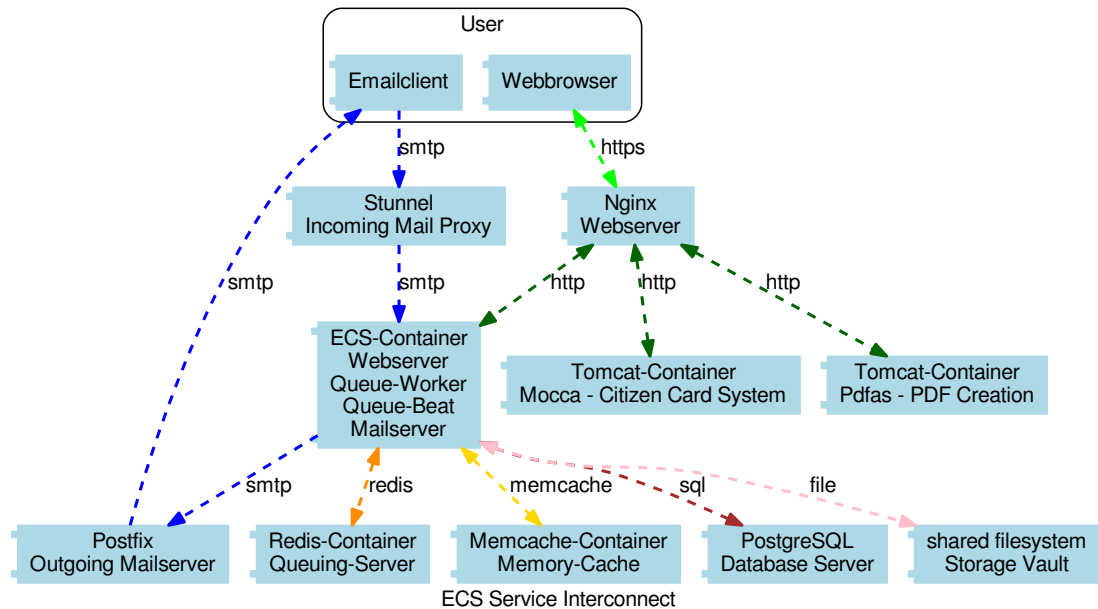 User
Emailclient
Webbrowser
smtp
https
Stunnel
Incoming Mail Proxy
Nginx
Webserver
smtp
smtp
http
http
http
ECS-Container
Webserver
Queue-Worker
Queue-Beat
Mailserver
Tomcat-Container
Mocca - Citizen Card System
Tomcat-Container
Pdfas - PDF Creation
smtp
redis
memcache
sql
file
Postfix
Outgoing Mailserver
Redis-Container
Queuing-Server
Memcache-Container
Memory-Cache
PostgreSQL
Database Server
shared filesystem
Storage Vault
ECS Service Interconnect